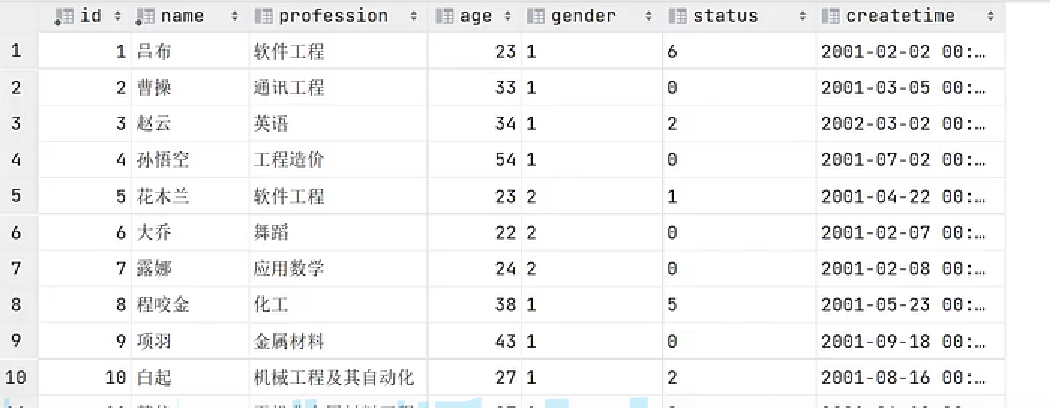 id name profession age gender status createtime
1 1 吕布 软件工程 23 1 6 2001-02-02 00:…
2 2 曹操 通讯工程 33 1 0 2001-03-05 00:…
3 3 赵云 英语 34 1 2 2002-03-02 00:…
4 4 孙悟空 工程造价 54 1 0 2001-07-02 00:…
5 5 花木兰 软件工程 23 2 1 2001-04-22 00:…
6 6 大乔 舞蹈 22 2 0 2001-02-07 00:…
7 7 露娜 应用数学 24 2 0 2001-02-08 00:…
8 8 程咬金 化工 38 1 5 2001-05-23 00:…
9 9 项羽 金属材料 43 1 0 2001-09-18 00:…
10 10 白起 机械工程及其自动化 27 1 2 2001-08-16 00:…